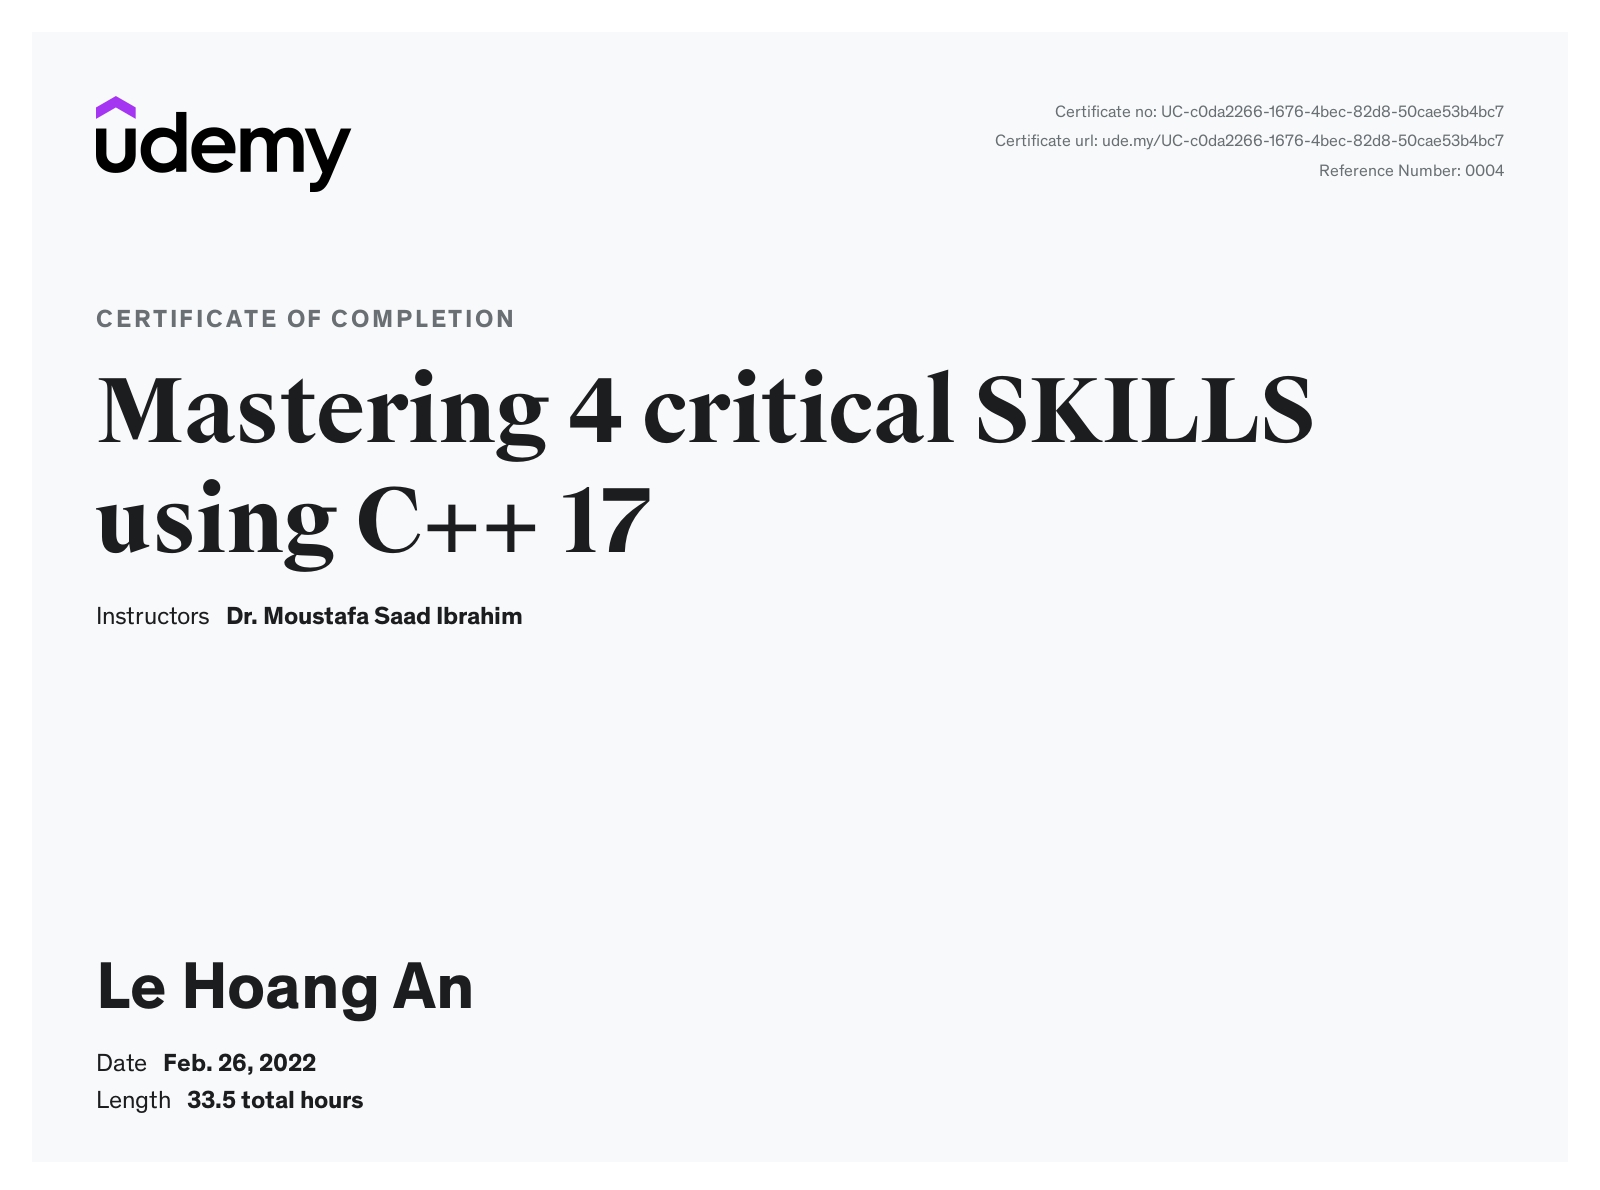 udemy
Certificate no: UC-c0da2266-1676-4bec-82d8-50cae53b4bc7
Certificate url: ude.my/UC-c0da2266-1676-4bec-82d8-50cae53b4bc7
Reference Number: 0004
CERTIFICATE OF COMPLETION
Mastering 4 critical SKILLS
using C++ 17
Instructors Dr. Moustafa Saad Ibrahim
Le Hoang An
Date Feb. 26, 2022
Length 33.5 total hours